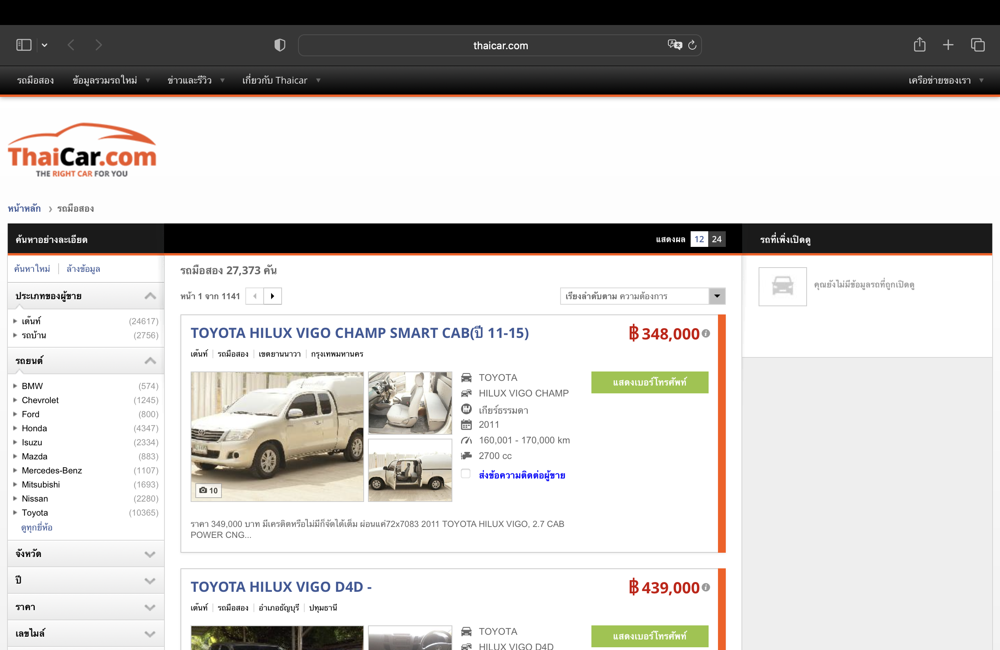 thaicar.com
รถมือสอง ข้อมูลรวมรถใหม่ ข่าวและรีวิว เกี่ยวกับ Thaicar เครือข่ายของเรา
ThaiCar.com
THE RIGHT CAR FOR YOU
หน้าหลัก › รถมือสอง
ค้นหาอย่างละเอียด
แสดงผล 12 24
รถที่เพิ่งเปิดดู
ค้นหาใหม่ ล้างข้อมูล
ประเภทของผู้ขาย
เต๊นท์ (24617)
รถบ้าน (2756)
รถยนต์
BMW (574)
Chevrolet (1245)
Ford (800)
Honda (4347)
Isuzu (2334)
Mazda (883)
Mercedes-Benz (1107)
Mitsubishi (1693)
Nissan (2280)
Toyota (10365)
ดูทุกยี่ห้อ
จังหวัด
ปี
ราคา
เลขไมล์
รถมือสอง 27,373 คัน
หน้า 1 จาก 1141
เรียงลำดับตาม ความต้องการ
TOYOTA HILUX VIGO CHAMP SMART CAB(ปี 11-15)
฿ 348,000
เต๊นท์ รถมือสอง เขตยานนาวา กรุงเทพมหานคร
10
TOYOTA
HILUX VIGO CHAMP
เกียร์ธรรมดา
2011
160,001 - 170,000 km
2700 cc
ส่งข้อความติดต่อผู้ขาย
แสดงเบอร์โทรศัพท์
ราคา 349,000 บาท มีเครดิตหรือไม่มีก็จัดได้เต็ม ผ่อนแค่72x7083 2011 TOYOTA HILUX VIGO, 2.7 CAB
POWER CNG...
TOYOTA HILUX VIGO D4D -
฿ 439,000
เต๊นท์ รถมือสอง อำเภอธัญบุรี ปทุมธานี
TOYOTA
HILUX VIGO D4D
แสดงเบอร์โทรศัพท์
คุณยังไม่มีข้อมูลรถที่ถูกเปิดดู